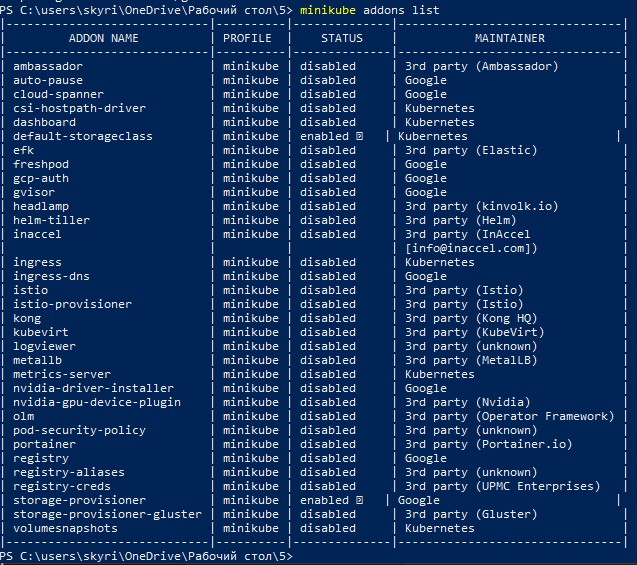 PS C:\users\skyri\OneDrive\Рабочий стол\5> minikube addons list
|-----------------------------|----------|--------------|--------------------------------|
| ADDON NAME | PROFILE | STATUS | MAINTAINER |
|-----------------------------|----------|--------------|--------------------------------|
| ambassador | minikube | disabled | 3rd party (Ambassador) |
| auto-pause | minikube | disabled | Google |
| cloud-spanner | minikube | disabled | Google |
| csi-hostpath-driver | minikube | disabled | Kubernetes |
| dashboard | minikube | disabled | Kubernetes |
| default-storageclass | minikube | enabled | Kubernetes |
| efk | minikube | disabled | 3rd party (Elastic) |
| freshpod | minikube | disabled | Google |
| gcp-auth | minikube | disabled | Google |
| gvisor | minikube | disabled | Google |
| headlamp | minikube | disabled | 3rd party (kinvolk.io) |
| helm-tiller | minikube | disabled | 3rd party (Helm) |
| inaccel | minikube | disabled | 3rd party (InAccel |
| | | | [info@inaccel.com]) |
| ingress | minikube | disabled | Kubernetes |
| ingress-dns | minikube | disabled | Google |
| istio | minikube | disabled | 3rd party (Istio) |
| istio-provisioner | minikube | disabled | 3rd party (Istio) |
| kong | minikube | disabled | 3rd party (Kong HQ) |
| kubevirt | minikube | disabled | 3rd party (KubeVirt) |
| logviewer | minikube | disabled | 3rd party (unknown) |
| metallb | minikube | disabled | 3rd party (MetalLB) |
| metrics-server | minikube | disabled | Kubernetes |
| nvidia-driver-installer | minikube | disabled | Google |
| nvidia-gpu-device-plugin | minikube | disabled | 3rd party (Nvidia) |
| olm | minikube | disabled | 3rd party (Operator Framework) |
| pod-security-policy | minikube | disabled | 3rd party (unknown) |
| portainer | minikube | disabled | 3rd party (Portainer.io) |
| registry | minikube | disabled | Google |
| registry-aliases | minikube | disabled | 3rd party (unknown) |
| registry-creds | minikube | disabled | 3rd party (UPMC Enterprises) |
| storage-provisioner | minikube | enabled | Google |
| storage-provisioner-gluster | minikube | disabled | 3rd party (Gluster) |
| volumesnapshots | minikube | disabled | Kubernetes |
|-----------------------------|----------|--------------|--------------------------------|
PS C:\users\skyri\OneDrive\Рабочий стол\5>